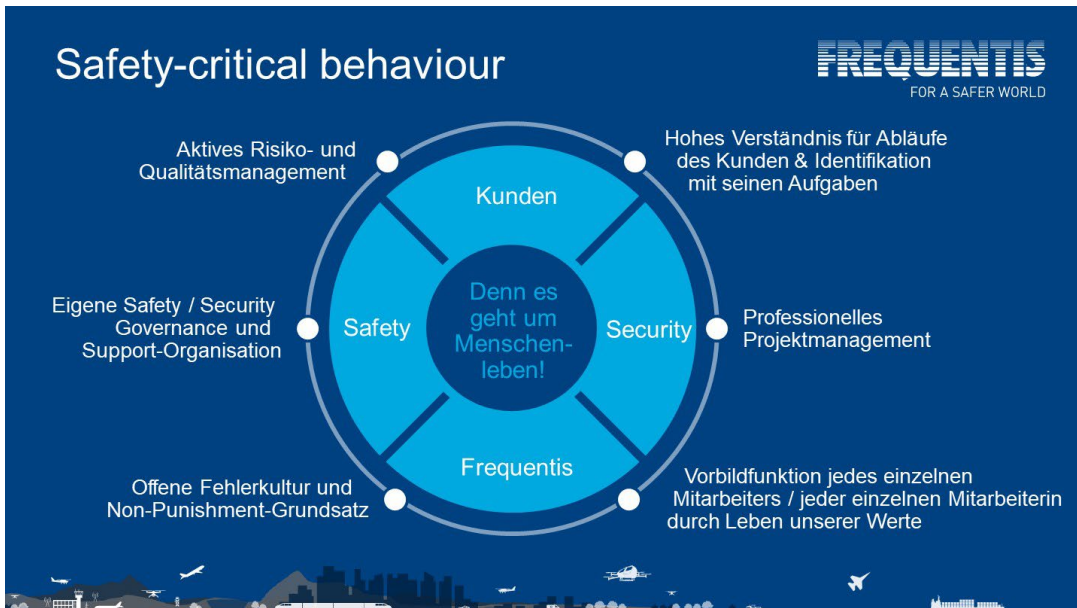 Safety-critical behaviour
FREQUENTIS
FOR A SAFER WORLD
Aktives Risiko- und
Qualitätsmanagement
Hohes Verständnis für Abläufe
des Kunden & Identifikation
mit seinen Aufgaben
Kunden
Eigene Safety / Security
Governance und
Support-Organisation
Safety
Denn es
geht um
Menschen-
leben!
Security
Professionelles
Projektmanagement
Frequentis
Offene Fehlerkultur und
Non-Punishment-Grundsatz
Vorbildfunktion jedes einzelnen
Mitarbeiters / jeder einzelnen Mitarbeiterin
durch Leben unserer Werte